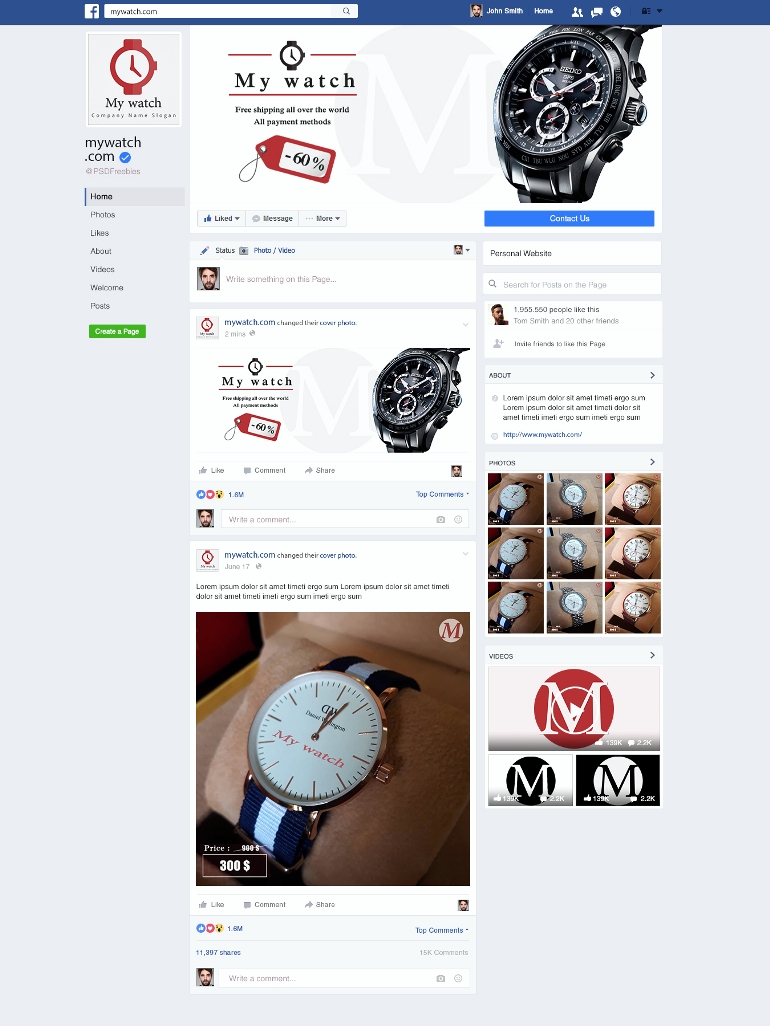 mywatch.com
John Smith
Home
My watch
Company Name Slogan
mywatch
.com
@PSDFreebies
Home
Photos
Likes
About
Videos
Welcome
Posts
Create a Page
My watch
Free shipping all over the world
All payment methods
-60%
SEIKO
Liked
Message
More
Contact Us
Status
Photo / Video
Write something on this Page...
My watch
mywatch.com changed their cover photo.
2 mins
My watch
Free shipping all over the world
All payment methods
-60%
Like
Comment
Share
1.6M
Top Comments
Write a comment...
My watch
mywatch.com changed their cover photo.
June 17
Lorem ipsum dolor sit amet timeti ergo sum Lorem ipsum dolor sit amet timeti
dolor sit amet timeti imeti ergo sum imeti ergo sum
M
Daniel Wellington
My watch
Price : 900 $
300 $
Like
Comment
Share
1.6M
Top Comments
11,397 shares
15K Comments
Write a comment...
Personal Website
Search for Posts on the Page
1.955.550 people like this
Tom Smith and 20 other friends
Invite friends to like this Page
ABOUT
Lorem ipsum dolor sit amet timeti ergo sum
Lorem ipsum dolor sit amet timeti dolor sit
amet timeti imeti ergo sum imeti ergo sum
http://www.mywatch.com/
PHOTOS
VIDEOS
M
139K
2.2K
M
139K
2.2K
M
139K
2.2K